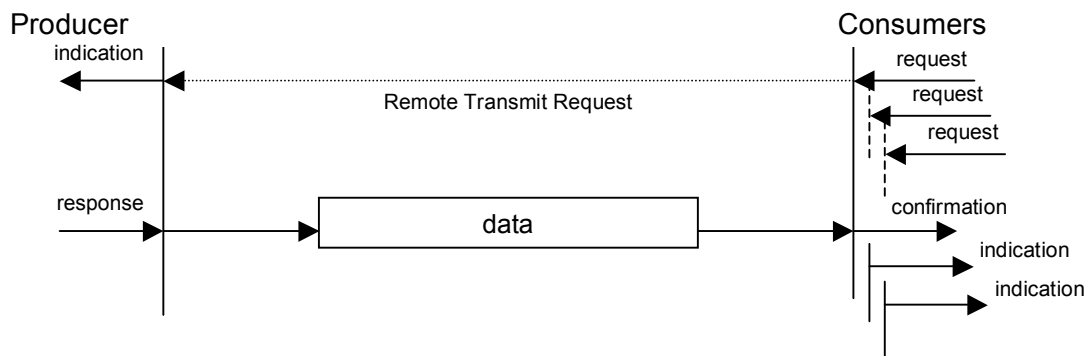 Producer
Consumers
indication
request
Remote Transmit Request
request
request
response
data
confirmation
indication
indication